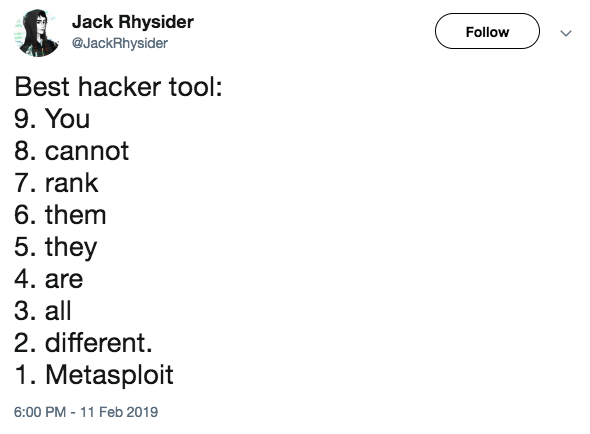 Jack Rhysider
@JackRhysider
Follow
Best hacker tool:
9. You
8. cannot
7. rank
6. them
5. they
4. are
3. all
2. different.
1. Metasploit
6:00 PM - 11 Feb 2019